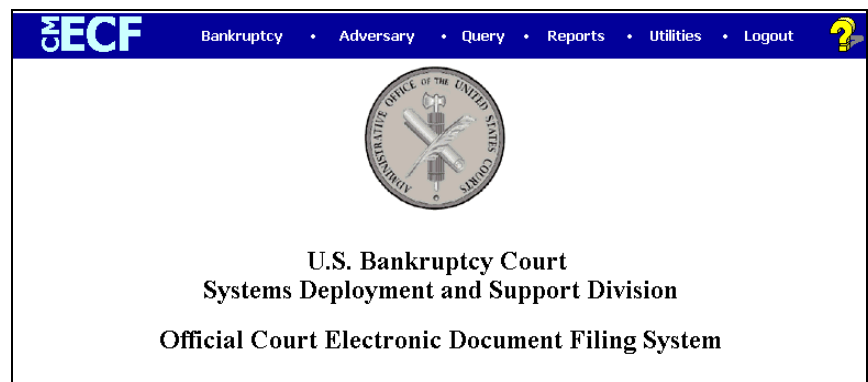 CM ECF Bankruptcy • Adversary • Query • Reports • Utilities • Logout ?
ADMINISTRATIVE OFFICE OF THE UNITED STATES COURTS
U.S. Bankruptcy Court
Systems Deployment and Support Division
Official Court Electronic Document Filing System